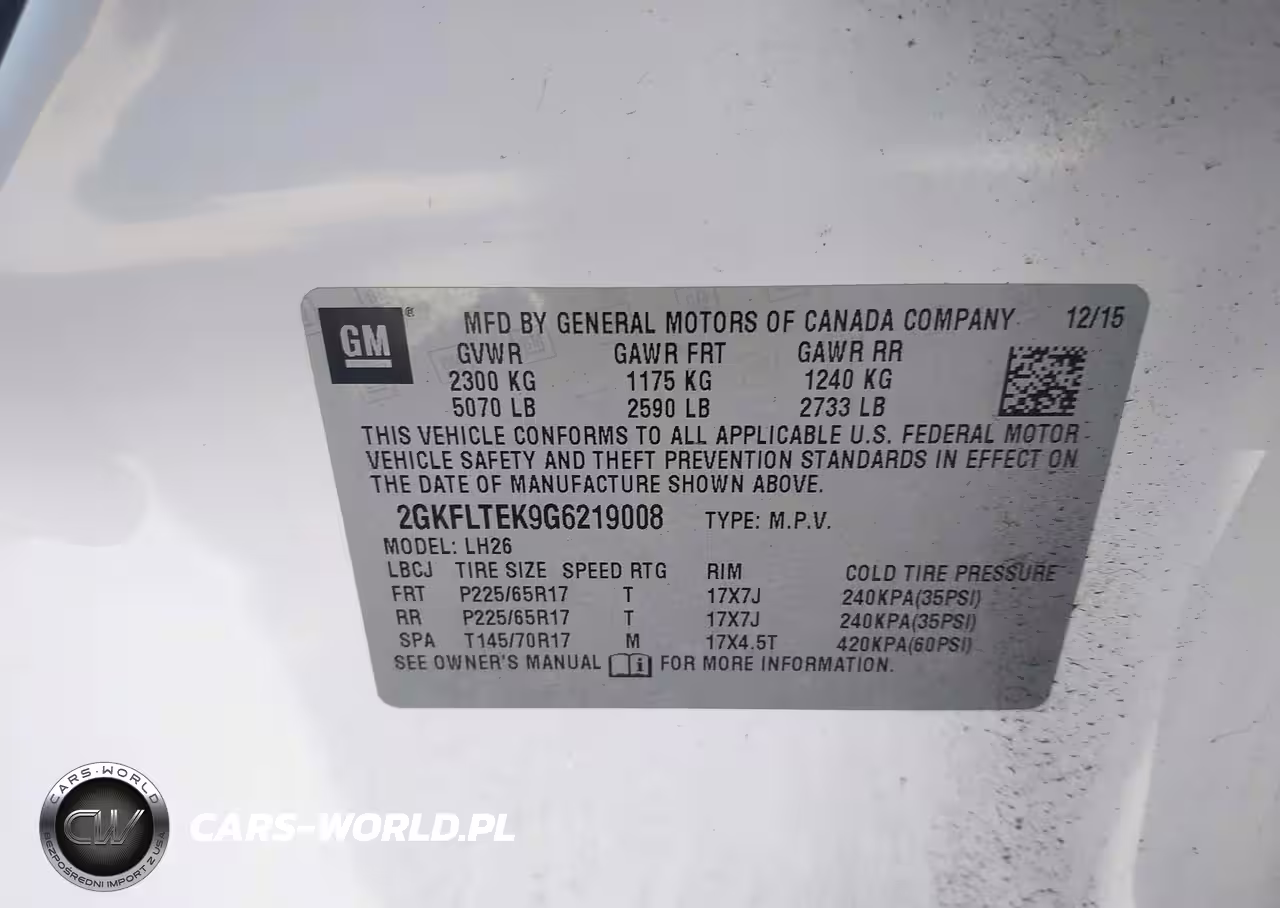 GM ® MFD BY GENERAL MOTORS OF CANADA COMPANY 12/15
GVWR GAWR FRT GAWR RR
2300 KG 1175 KG 1240 KG
5070 LB 2590 LB 2733 LB
THIS VEHICLE CONFORMS TO ALL APPLICABLE U.S. FEDERAL MOTOR
VEHICLE SAFETY AND THEFT PREVENTION STANDARDS IN EFFECT ON
THE DATE OF MANUFACTURE SHOWN ABOVE.
2GKFLTEK9G6219008 TYPE: M.P.V.
MODEL: LH26
LBCJ TIRE SIZE SPEED RTG RIM COLD TIRE PRESSURE
FRT P225/65R17 T 17X7J 240KPA(35PSI)
RR P225/65R17 T 17X7J 240KPA(35PSI)
SPA T145/70R17 M 17X4.5T 420KPA(60PSI)
SEE OWNER'S MANUAL i FOR MORE INFORMATION.
CARS-WORLD
CW
BEZPOŚREDNI IMPORT Z USA
CARS-WORLD.PL